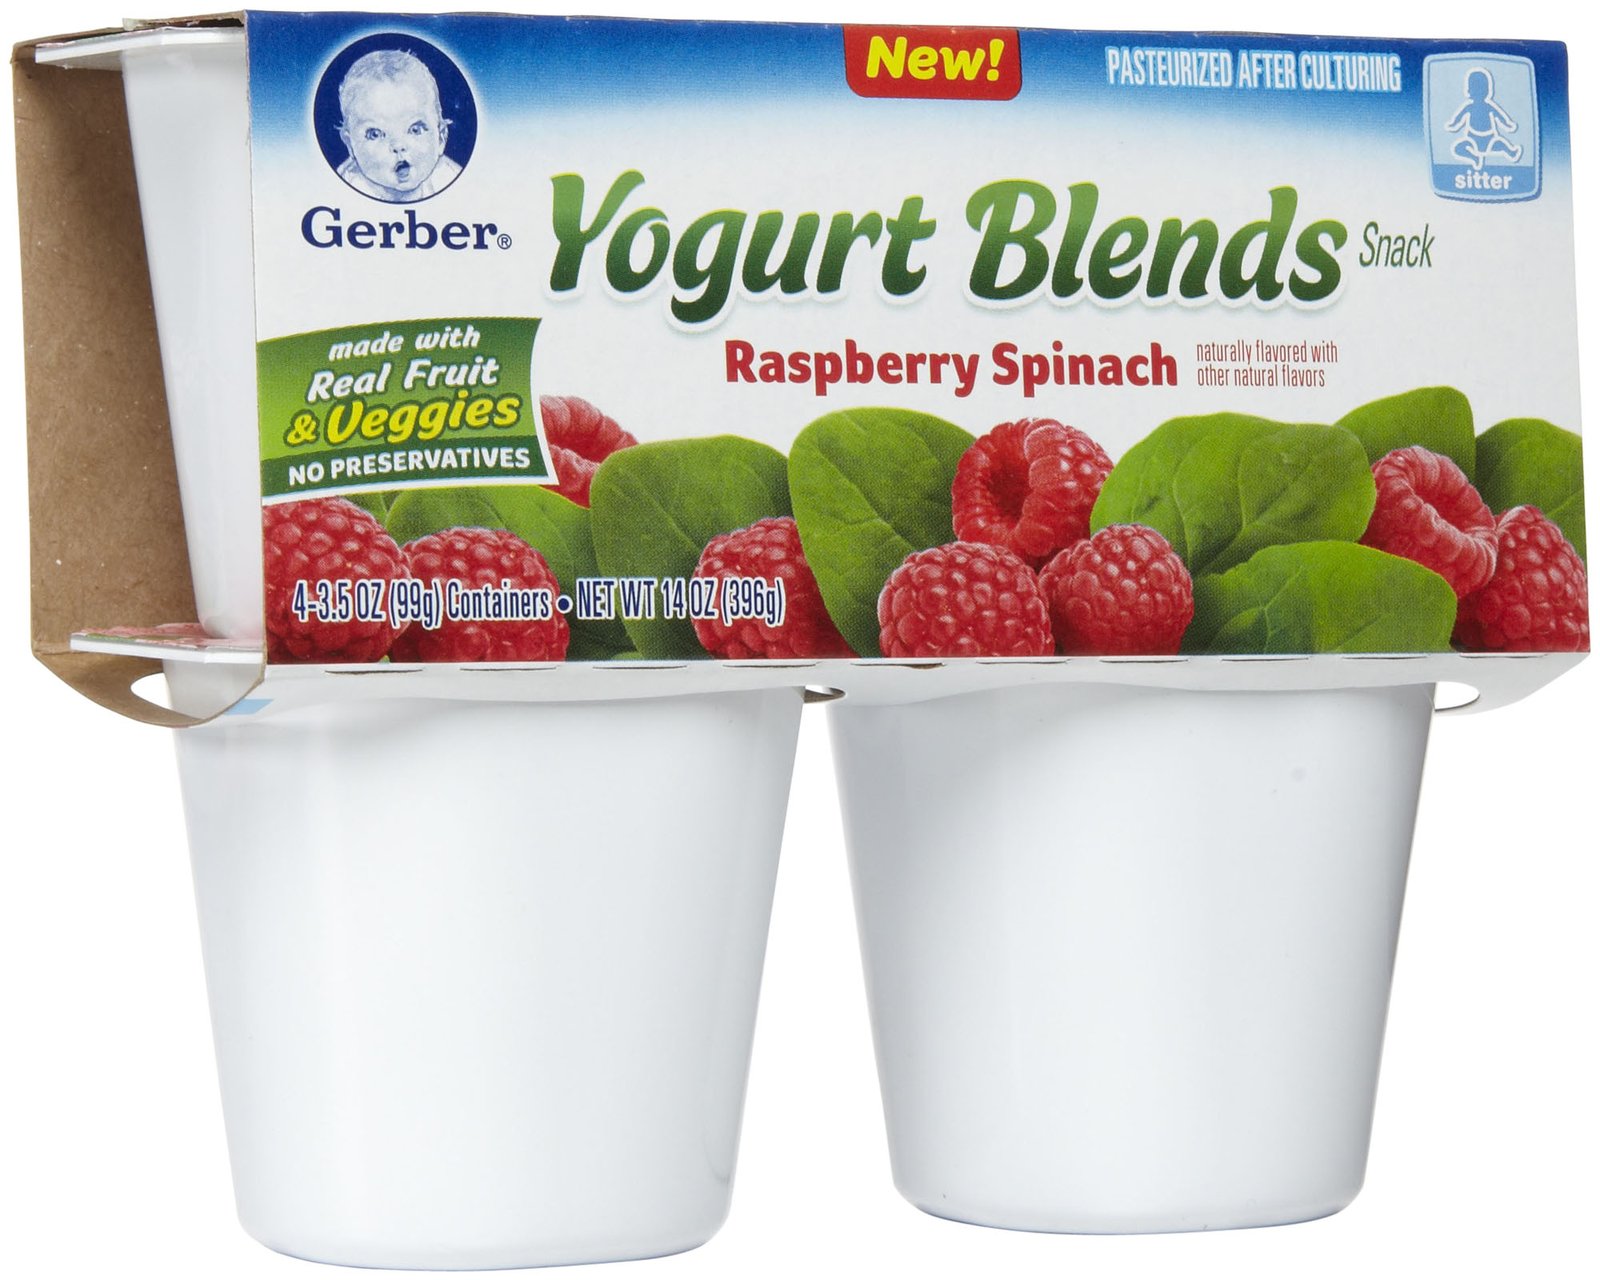 New!
PASTEURIZED AFTER CULTURING
sitter
Gerber®
Yogurt Blends Snack
Raspberry Spinach
naturally flavored with
other natural flavors
made with
Real Fruit
& Veggies
NO PRESERVATIVES
4-3.5 OZ (99g) Containers • NET WT 14 OZ (396g)